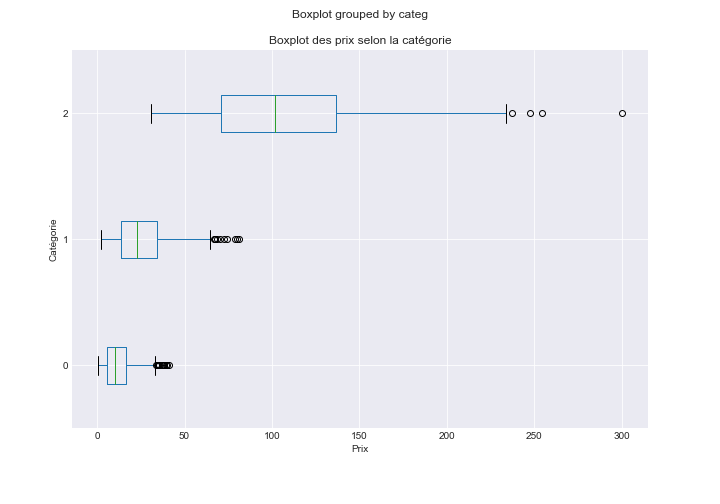 Boxplot grouped by categ
Boxplot des prix selon la catégorie
2
1
0
Catégorie
0 50 100 150 200 250 300
Prix